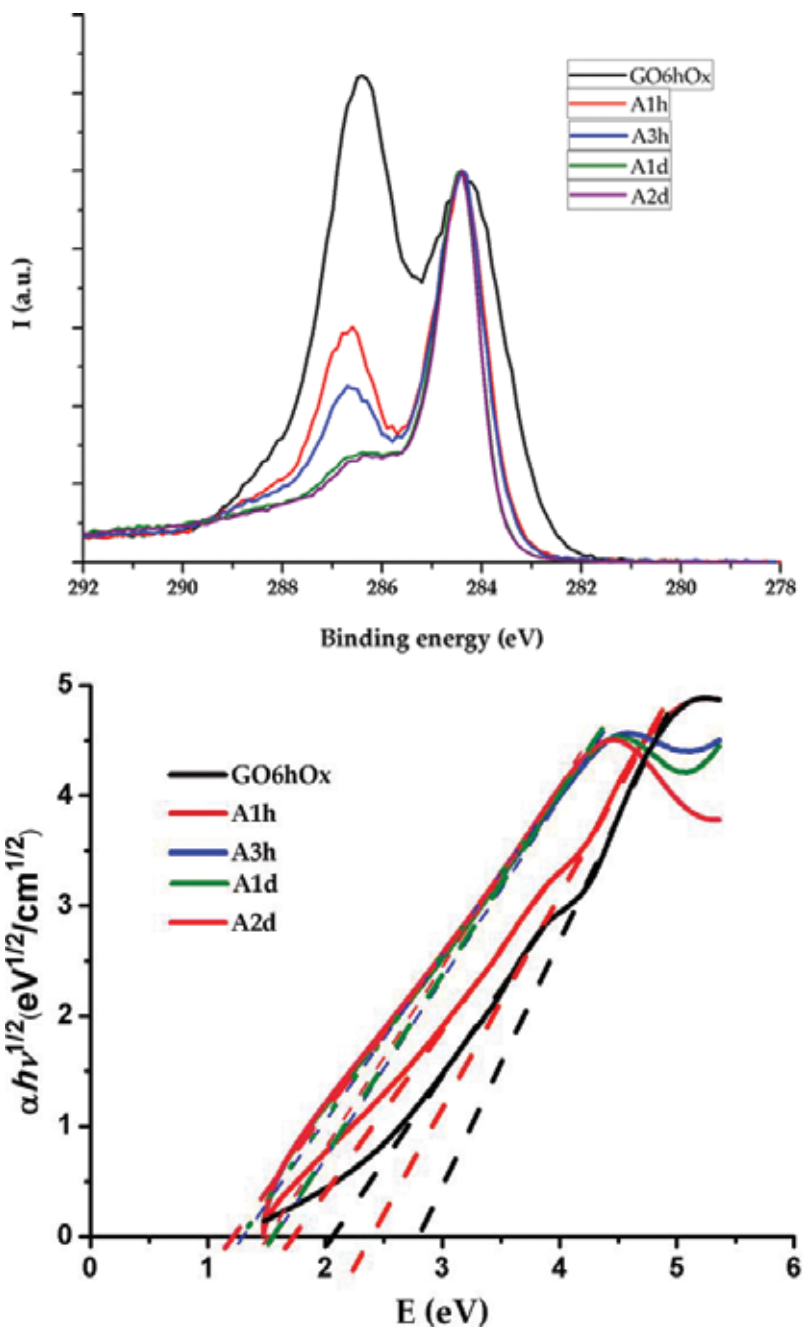 GO6hOx
A1h
A3h
A1d
A2d
I (a.u.)
292 290 288 286 284 282 280 278
Binding energy (eV)
5
GO6hOx
4
A1h
A3h
A1d
3
A2d
2
1
0
αhν^1/2(eV^1/2/cm^1/2)
0 1 2 3 4 5 6
E (eV)